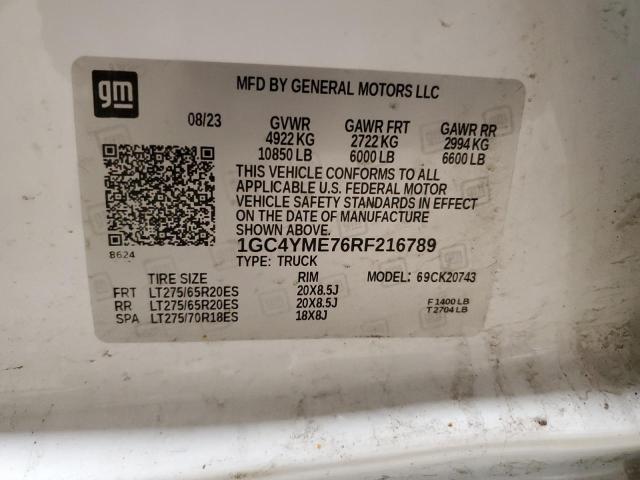 gm
MFD BY GENERAL MOTORS LLC
08/23 GVWR GAWR FRT GAWR RR
4922 KG 2722 KG 2994 KG
10850 LB 6000 LB 6600 LB
THIS VEHICLE CONFORMS TO ALL
APPLICABLE U.S. FEDERAL MOTOR
VEHICLE SAFETY STANDARDS IN EFFECT
ON THE DATE OF MANUFACTURE
SHOWN ABOVE.
8624 1GC4YME76RF216789
TYPE: TRUCK MODEL: 69CK20743
TIRE SIZE RIM
FRT LT275/65R20ES 20X8.5J
RR LT275/65R20ES 20X8.5J F 1400 LB
SPA LT275/70R18ES 18X8J T 2704 LB